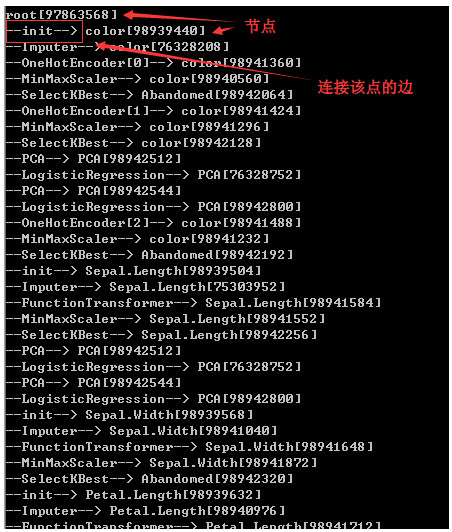 root[97863568]
节点
--init--> color[98939440]
--Imputer--> color[76328208]
--OneHotEncoder[0]--> color[98941360]
连接该点的边
--MinMaxScaler--> color[98940560]
--SelectKBest--> Abandomed[98942064]
--OneHotEncoder[1]--> color[98941424]
--MinMaxScaler--> color[98941296]
--SelectKBest--> color[98942128]
--PCA--> PCA[98942512]
--LogisticRegression--> PCA[76328752]
--PCA--> PCA[98942544]
--LogisticRegression--> PCA[98942800]
--OneHotEncoder[2]--> color[98941488]
--MinMaxScaler--> color[98941232]
--SelectKBest--> Abandomed[98942192]
--init--> Sepal.Length[98939504]
--Imputer--> Sepal.Length[75303952]
--FunctionTransformer--> Sepal.Length[98941584]
--MinMaxScaler--> Sepal.Length[98941552]
--SelectKBest--> Sepal.Length[98942256]
--PCA--> PCA[98942512]
--LogisticRegression--> PCA[76328752]
--PCA--> PCA[98942544]
--LogisticRegression--> PCA[98942800]
--init--> Sepal.Width[98939568]
--Imputer--> Sepal.Width[98941040]
--FunctionTransformer--> Sepal.Width[98941648]
--MinMaxScaler--> Sepal.Width[98941872]
--SelectKBest--> Abandomed[98942320]
--init--> Petal.Length[98939632]
--Imputer--> Petal.Length[98940976]
--FunctionTransformer--> Petal.Length[98941712]